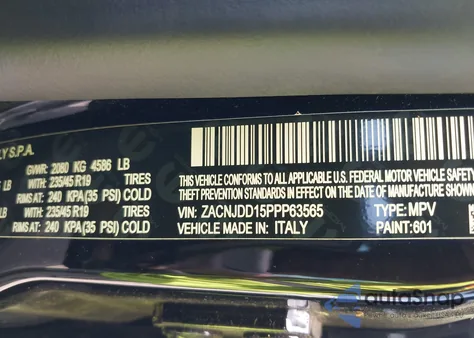 LY S.P.A.
GVWR: 2080 KG 4586 LB
LB WITH: 235/45 R19
RIMS AT: 240 KPA(35 PSI) COLD
LB WITH: 235/45 R19
RIMS AT: 240 KPA(35 PSI) COLD
THIS VEHICLE CONFORMS TO ALL APPLICABLE U.S. FEDERAL MOTOR VEHICLE SAFETY
THEFT PREVENTION STANDARDS IN EFFECT ON THE DATE OF MANUFACTURE SHOWN
VIN: ZACNJDD15PPP63565 TYPE: MPV
VEHICLE MADE IN: ITALY PAINT: 601
autoSnap